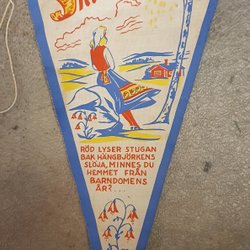 RÖD LYSER STUGAN
BAK HÄNGBJÖRKENS
SLÖJA, MINNES DU
HEMMET FRÅN
BARNDOMENS
ÅR?...